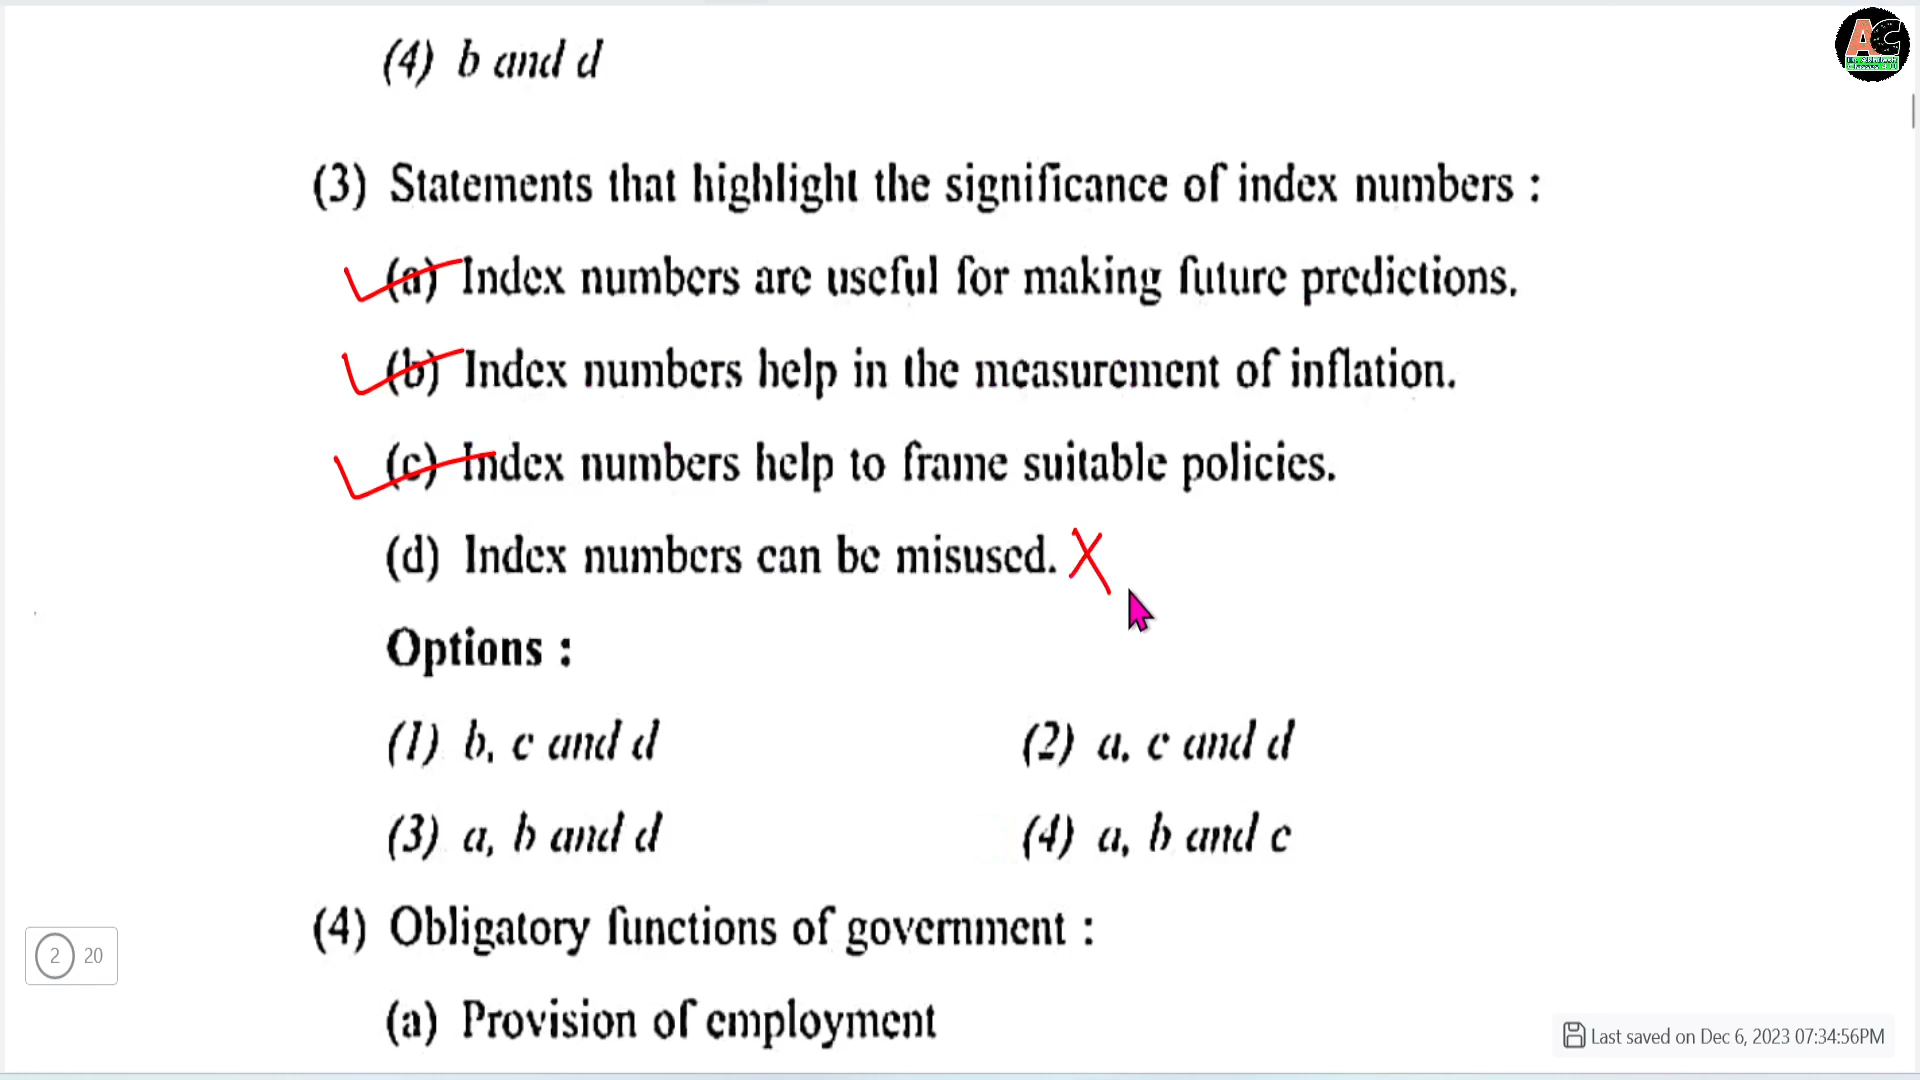 (4) b and d
AC
(3) Statements that highlight the significance of index numbers :
(a) Index numbers are useful for making future predictions.
(b) Index numbers help in the measurement of inflation.
(c) Index numbers help to frame suitable policies.
(d) Index numbers can be misused.
Options :
(1) b, c and d (2) a, c and d
(3) a, b and d (4) a, b and c
(4) Obligatory functions of government :
(a) Provision of employment
2 20
Last saved on Dec 6, 2023 07:34:56PM